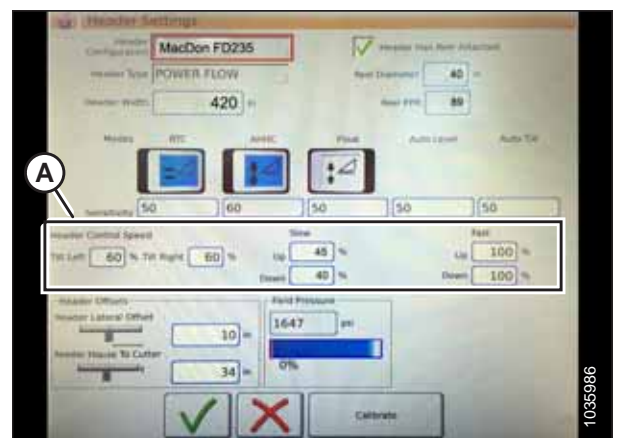 Header Settings
Header Configuration MacDon FD235 Header Has Reel Attached
Header Type POWER FLOW Reel Diameter 40 in
Header Width 420 in Reel PPR 89
Modes RTC AHHC Float Auto Level Auto Tilt
Sensitivity 50 60 50 50 50
A
Header Control Speed Slow Fast
Tilt Left 60 % Tilt Right 60 % Up 45 % Up 100 %
Down 40 % Down 100 %
Header Offsets Field Pressure
Header Lateral Offset 1647 psi
10 in
Feeder House To Cutter
34 in 0%
Calibrate
1035986